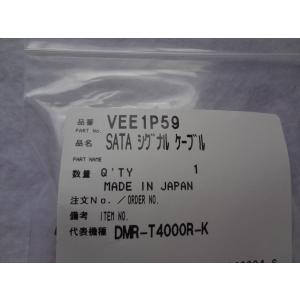 品番 VEE1P59
PART No.
品名 SATA シグナル ケーブル
PART NAME
数量 Q'TY 1
MADE IN JAPAN
注文No. / ORDER NO.
備考 ITEM NO.
代表機種 DMR-T4000R-K